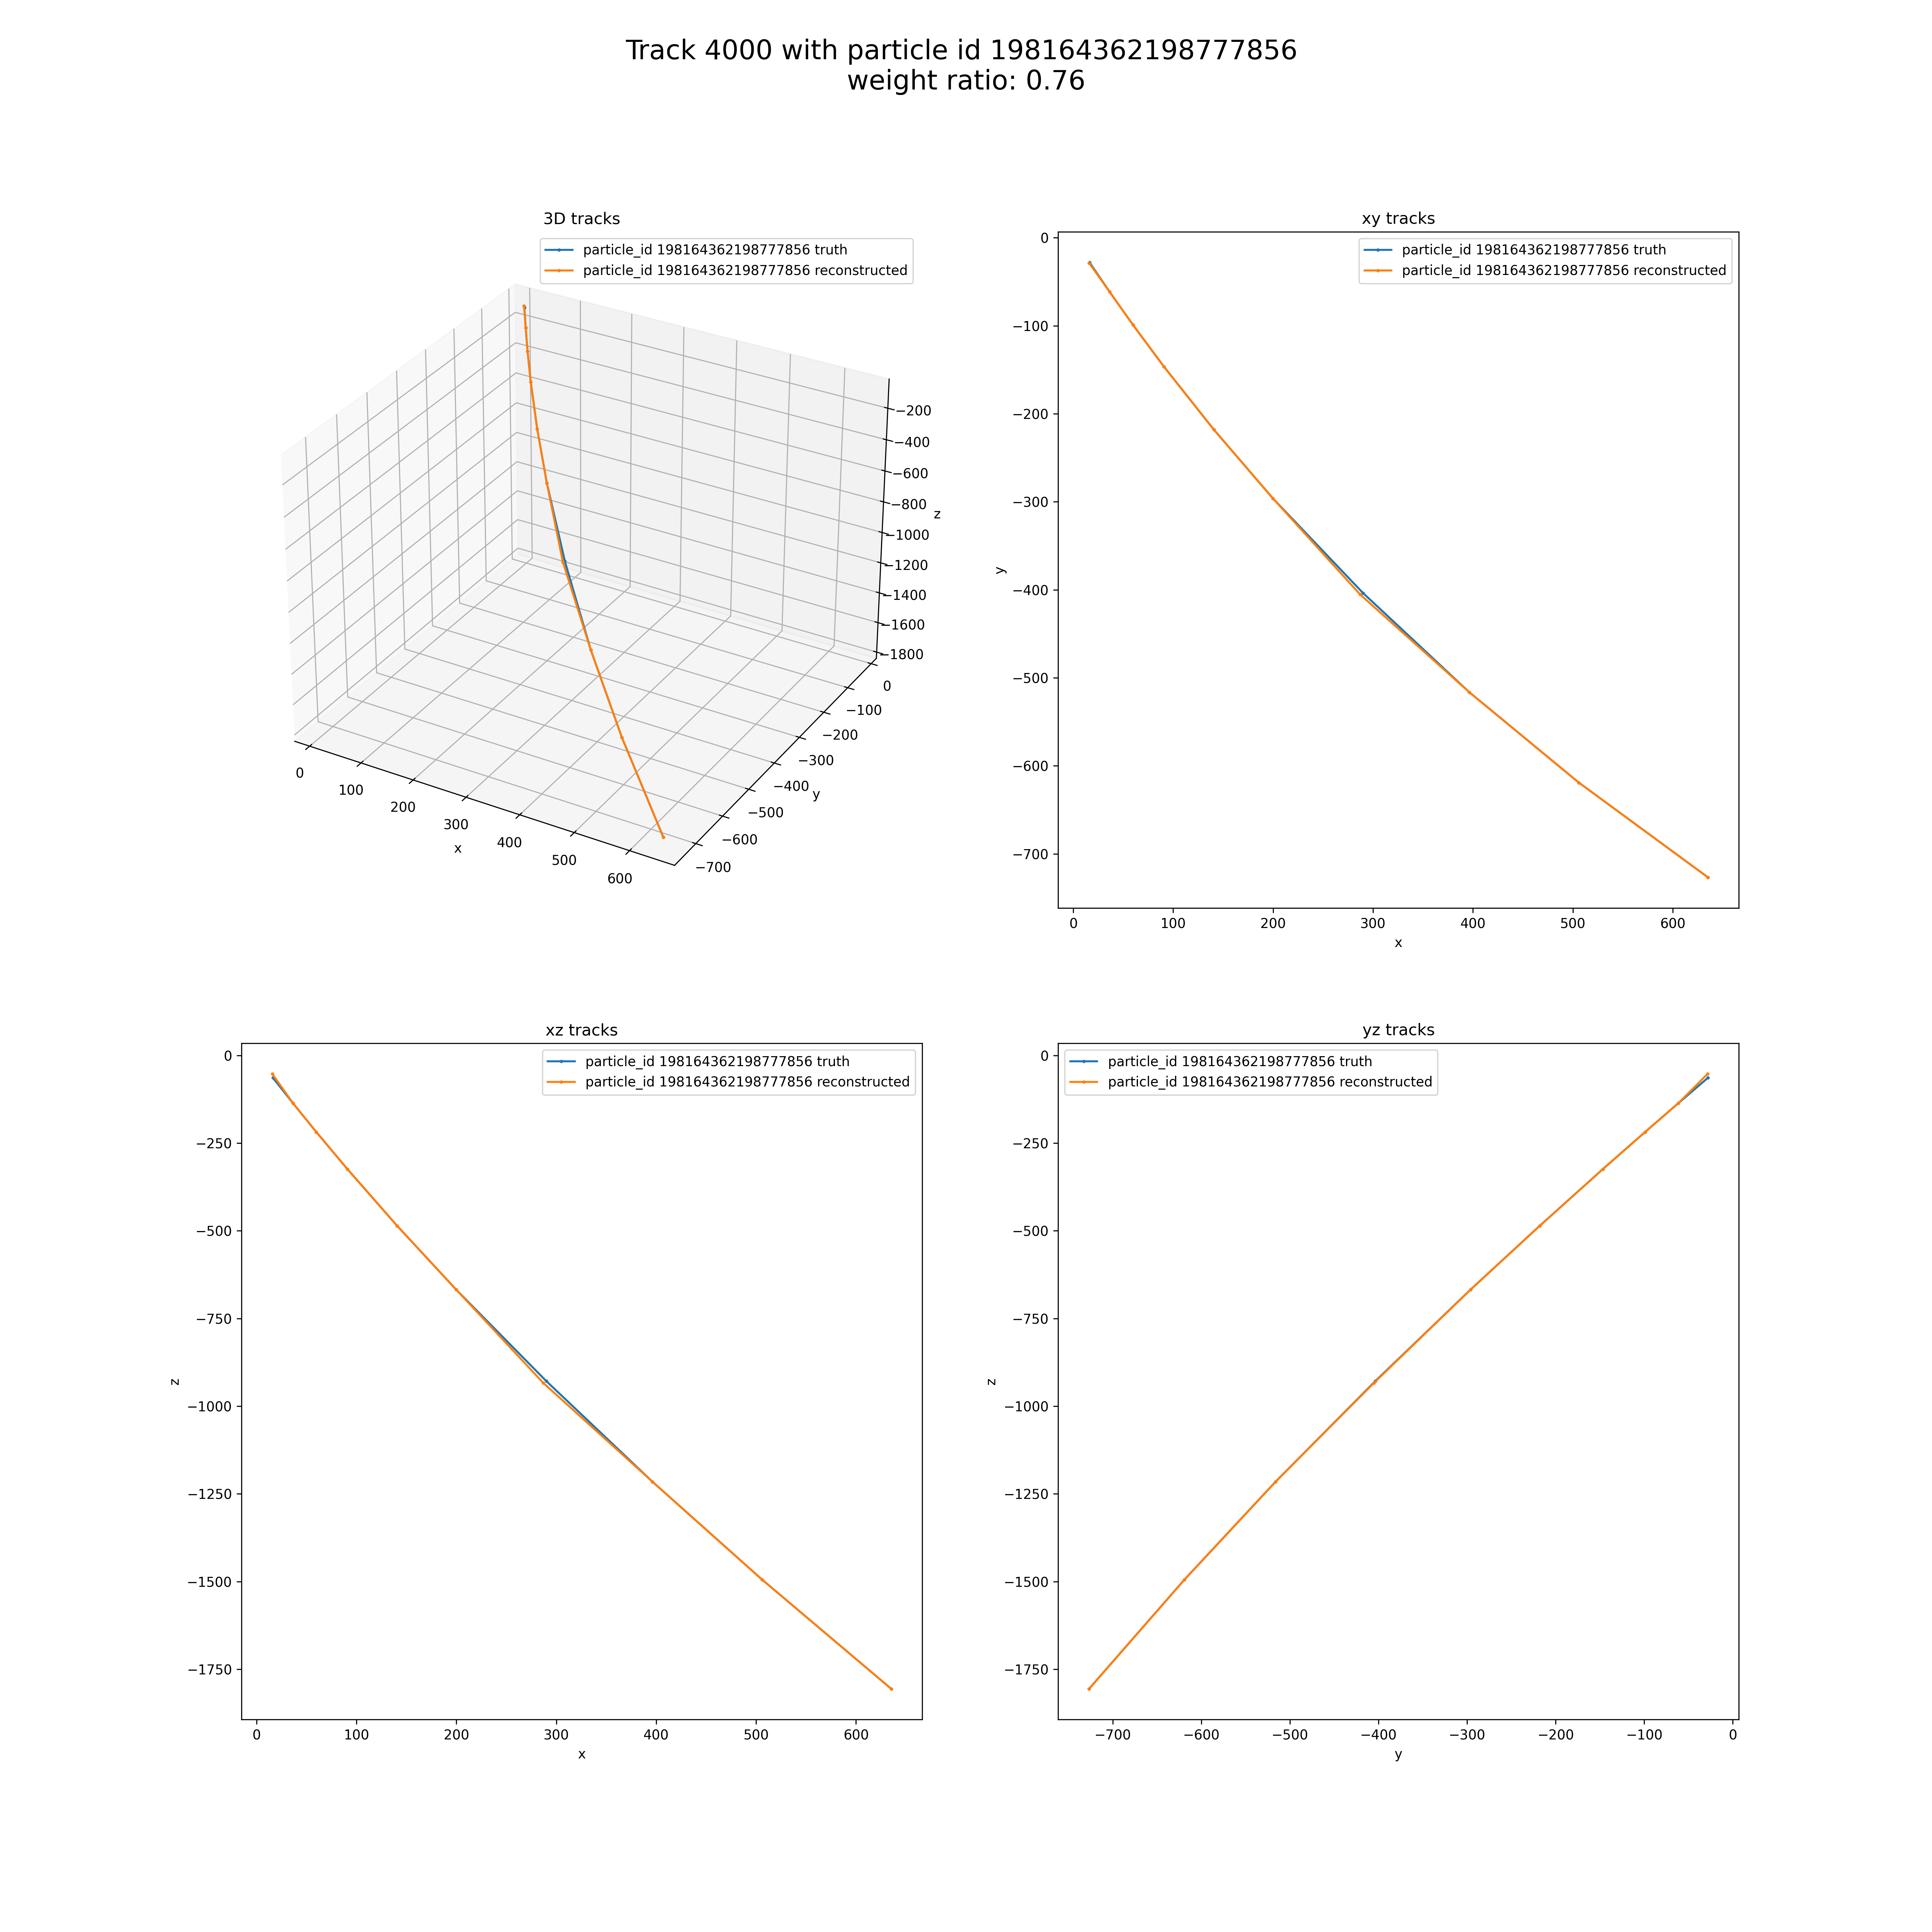 Track 4000 with particle id 198164362198777856
weight ratio: 0.76
3D tracks
particle_id 198164362198777856 truth
particle_id 198164362198777856 reconstructed
−200
−400
−600
−800
z
−1000
−1200
−1400
−1600
−1800
0
−100
−200
−300
−400
y
−500
−600
−700
0
100
200
300
x
400
500
600
xy tracks
particle_id 198164362198777856 truth
particle_id 198164362198777856 reconstructed
0
−100
−200
−300
y
−400
−500
−600
−700
0 100 200 300 400 500 600
x
xz tracks
particle_id 198164362198777856 truth
particle_id 198164362198777856 reconstructed
0
−250
−500
−750
z
−1000
−1250
−1500
−1750
0 100 200 300 400 500 600
x
yz tracks
particle_id 198164362198777856 truth
particle_id 198164362198777856 reconstructed
0
−250
−500
−750
z
−1000
−1250
−1500
−1750
−700 −600 −500 −400 −300 −200 −100 0
y